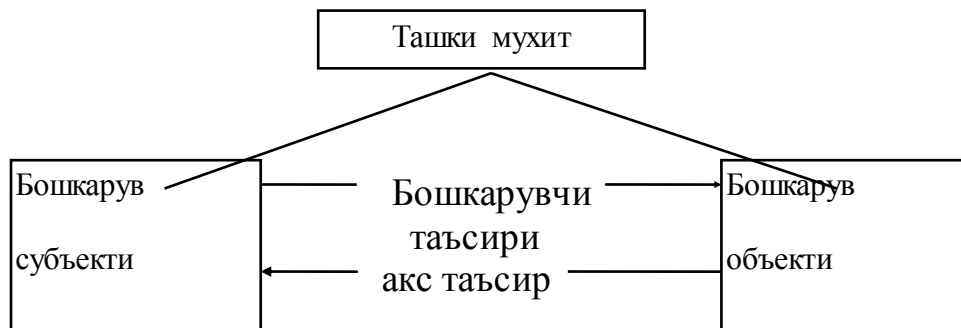 Ташки мухит
Бошкарув
субъекти
Бошкарувчи
таъсири
акс таъсир
Бошкарув
объекти